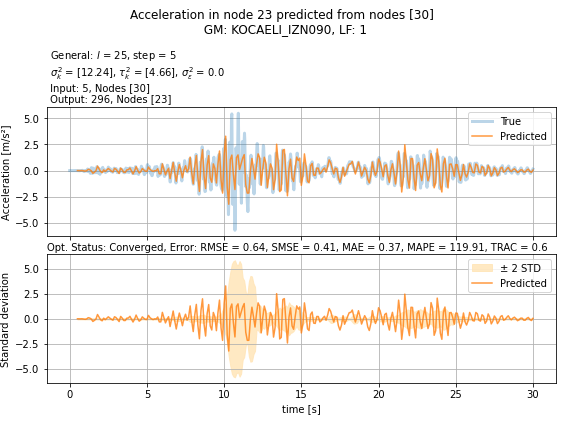 Acceleration in node 23 predicted from nodes [30]
GM: KOCAELI_IZN090, LF: 1
General: l = 25, step = 5
σ²ₖ = [12.24], τ²ₖ = [4.66], σ²ε = 0.0
Input: 5, Nodes [30]
Output: 296, Nodes [23]
Acceleration [m/s²]
5.0
2.5
0.0
−2.5
−5.0
True
Predicted
Opt. Status: Converged, Error: RMSE = 0.64, SMSE = 0.41, MAE = 0.37, MAPE = 119.91, TRAC = 0.6
Standard deviation
5.0
2.5
0.0
−2.5
−5.0
± 2 STD
Predicted
0 5 10 15 20 25 30
time [s]